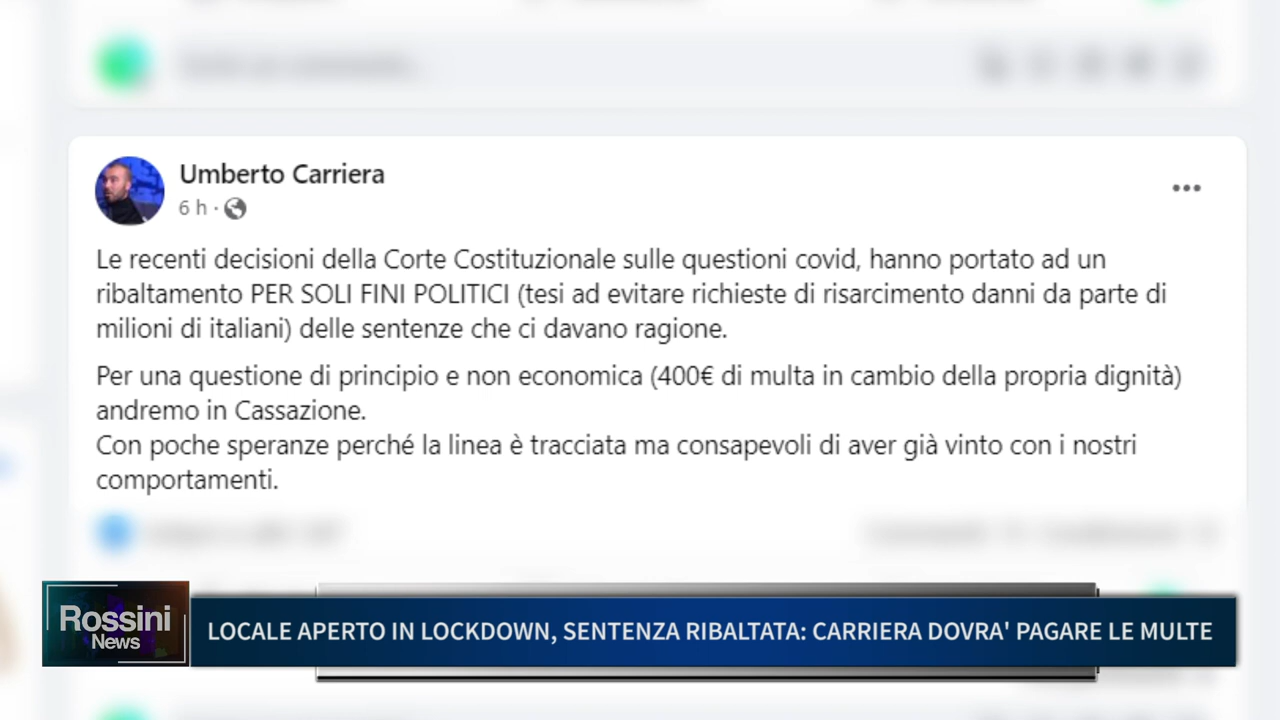 Umberto Carriera
6 h ·
Le recenti decisioni della Corte Costituzionale sulle questioni covid, hanno portato ad un
ribaltamento PER SOLI FINI POLITICI (tesi ad evitare richieste di risarcimento danni da parte di
milioni di italiani) delle sentenze che ci davano ragione.
Per una questione di principio e non economica (400€ di multa in cambio della propria dignità)
andremo in Cassazione.
Con poche speranze perché la linea è tracciata ma consapevoli di aver già vinto con i nostri
comportamenti.
Rossini
News
LOCALE APERTO IN LOCKDOWN, SENTENZA RIBALTATA: CARRIERA DOVRA' PAGARE LE MULTE